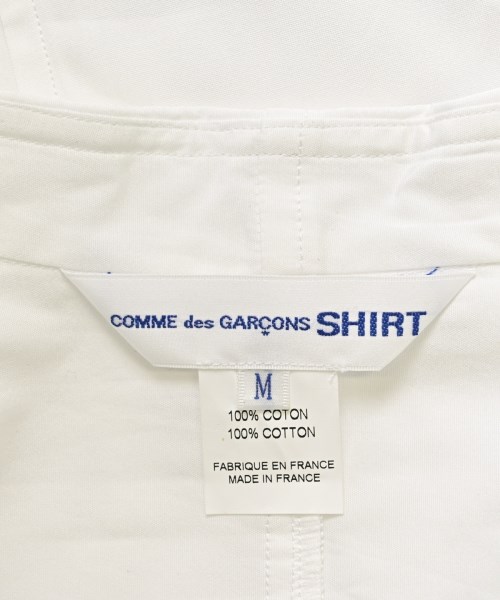 COMME des GARÇONS SHIRT
M
100% COTON
100% COTTON
FABRIQUE EN FRANCE
MADE IN FRANCE